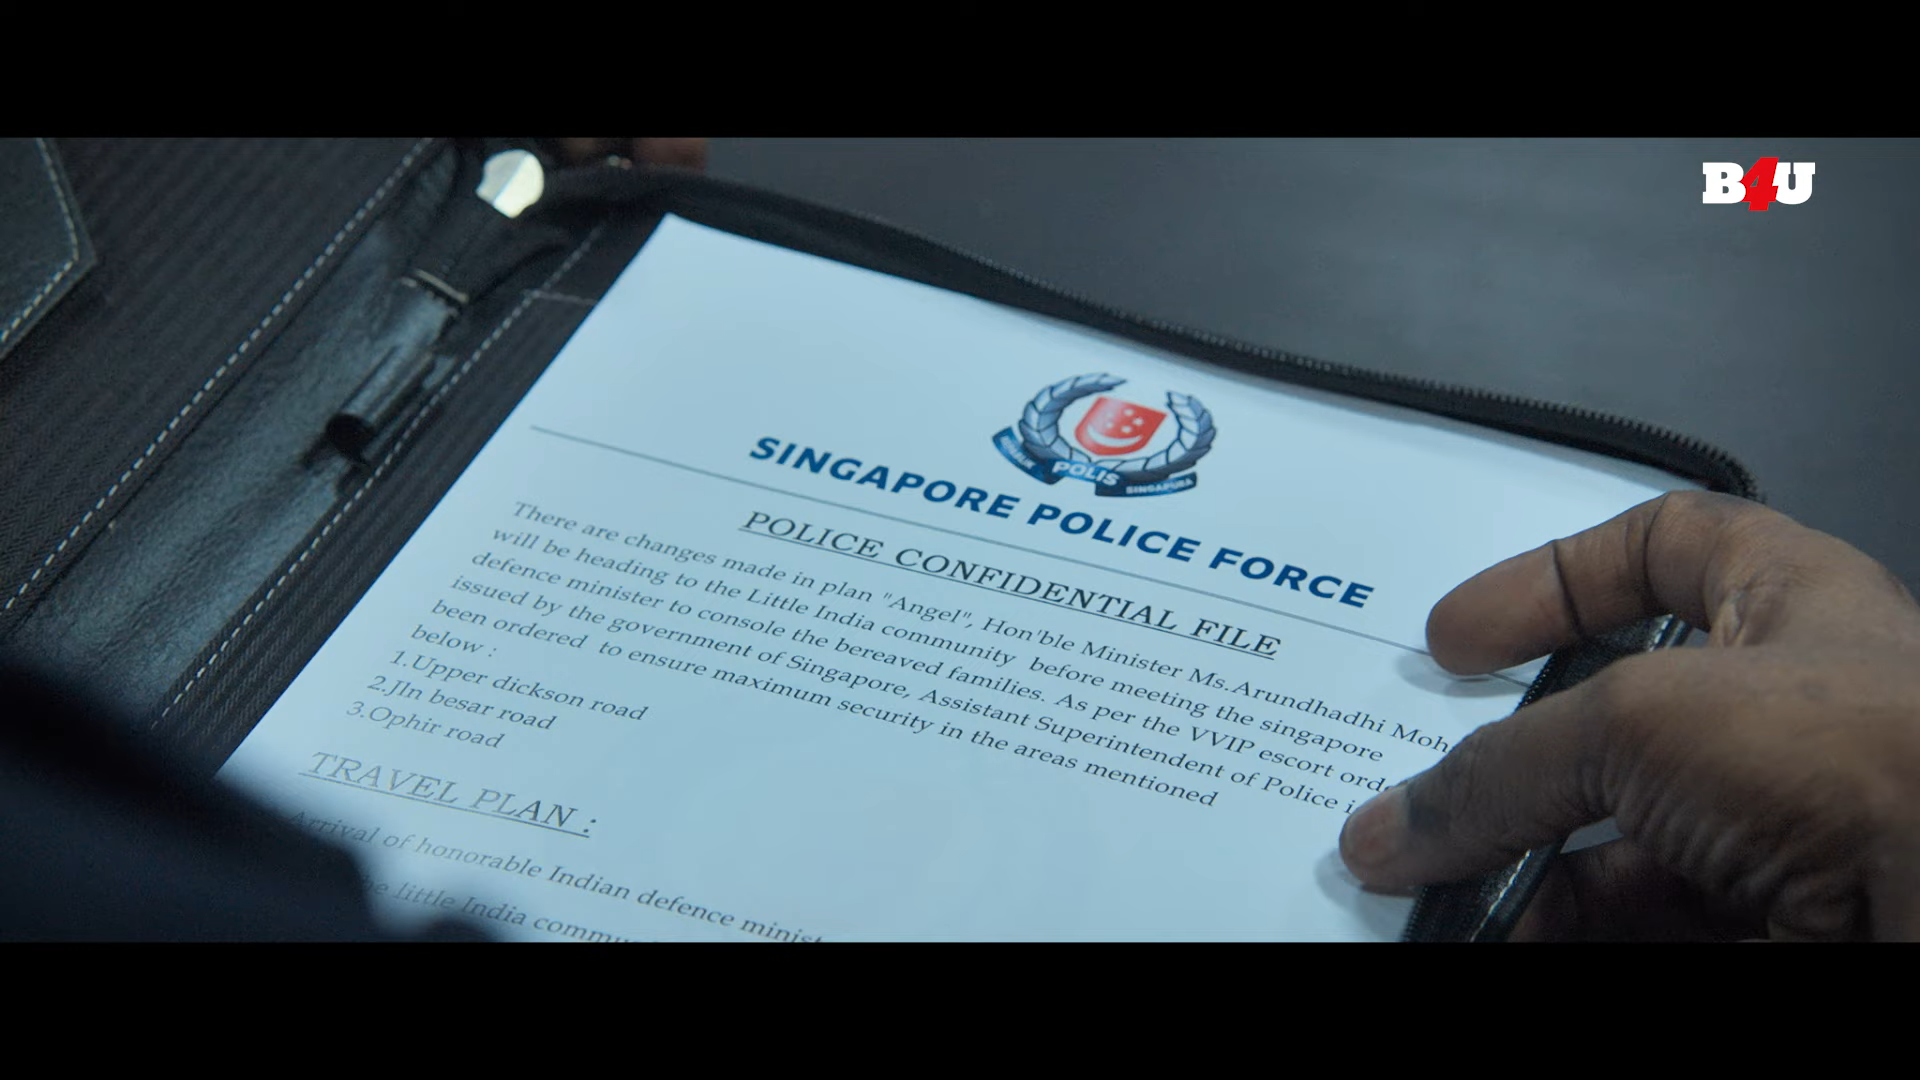 B4U
POLIS
SINGAPURA
SINGAPORE POLICE FORCE
POLICE CONFIDENTIAL FILE
There are changes made in plan "Angel", Hon'ble Minister Ms.Arundhadhi Moh
will be heading to the Little India community before meeting the singapore
defence minister to console the bereaved families. As per the VVIP escort
issued by the government of Singapore, Assistant Superintendent of Police
been ordered to ensure maximum security in the areas mentioned
below :
1.Upper dickson road
2.Jln besar road
3.Ophir road
TRAVEL PLAN :
Arrival of honorable Indian defence
little India